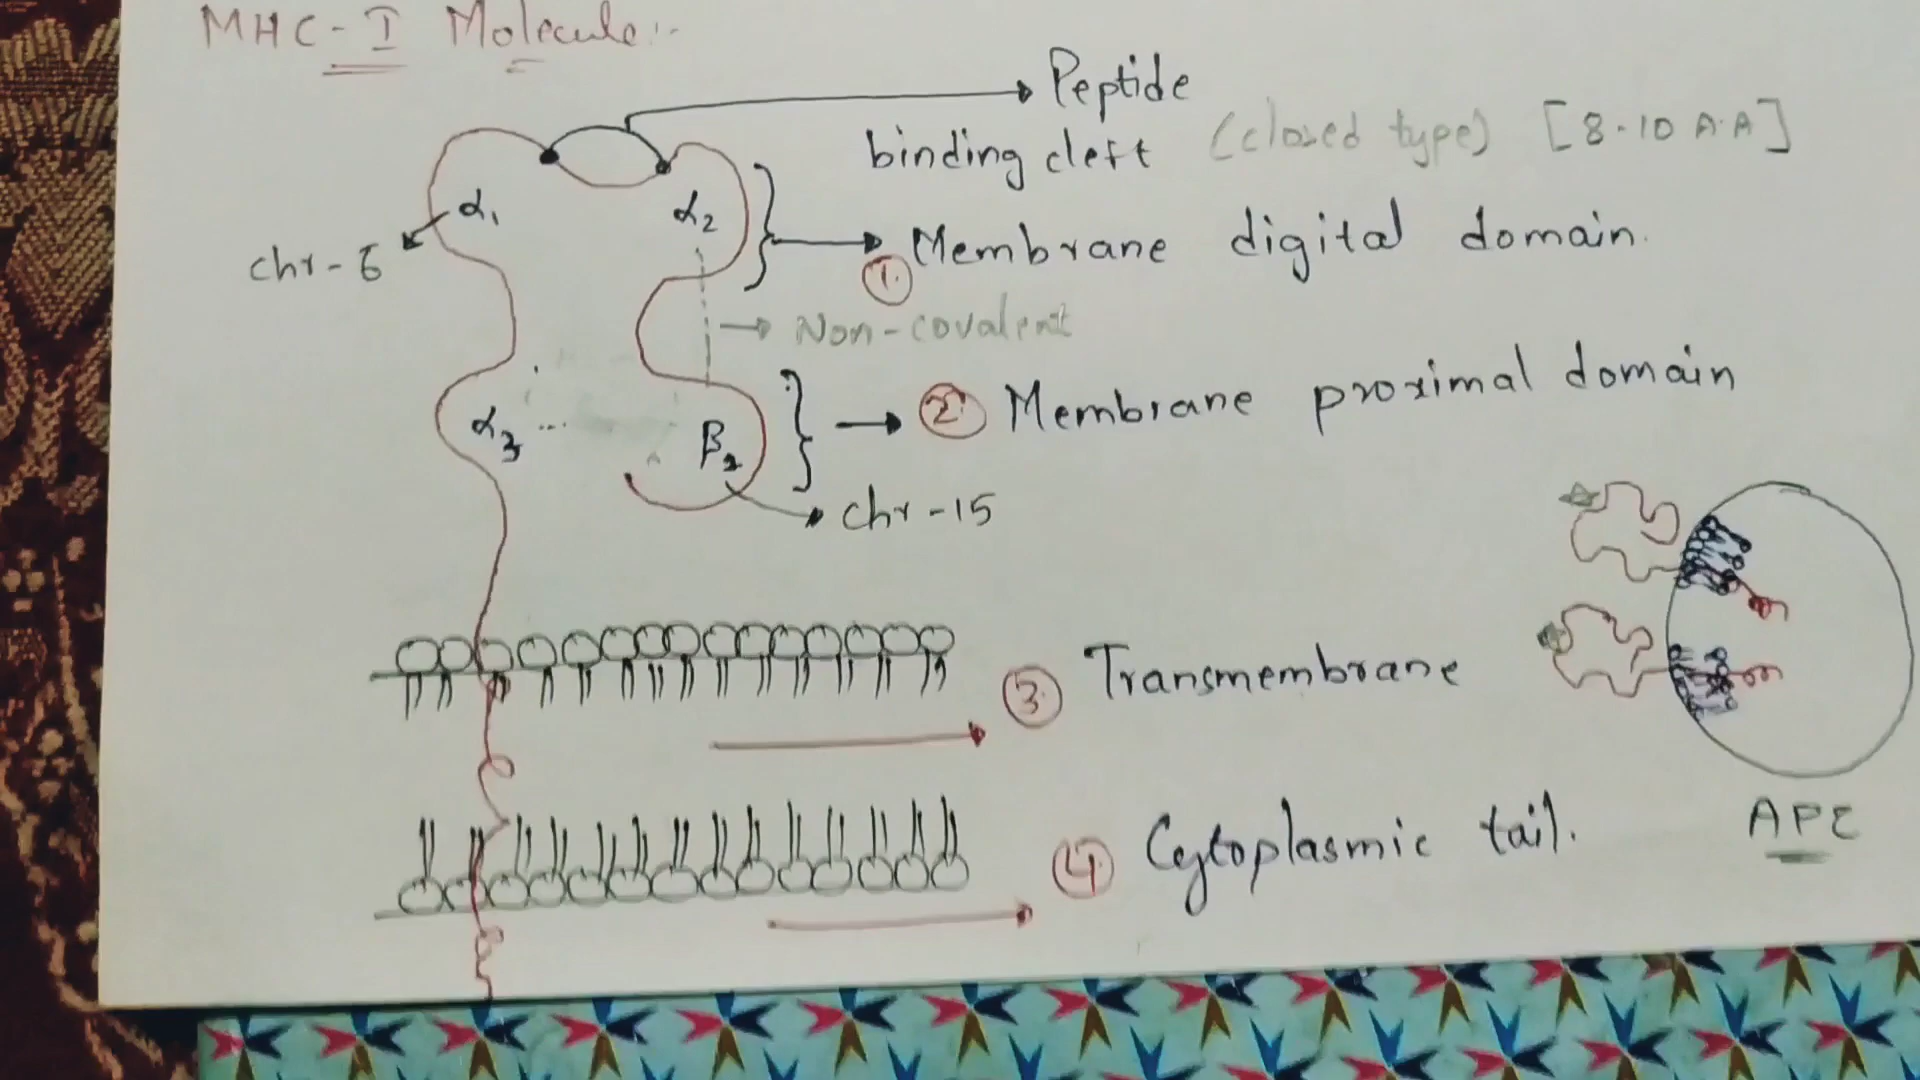 MHC-I Molecule:-
Peptide
binding cleft (closed type) [8-10 A.A]
α1
α2
chr-6
① Membrane digital domain.
Non-covalent
α3 ...
β2
② Membrane proximal domain
chr-15
③ Transmembrane
④ Cytoplasmic tail.
APC